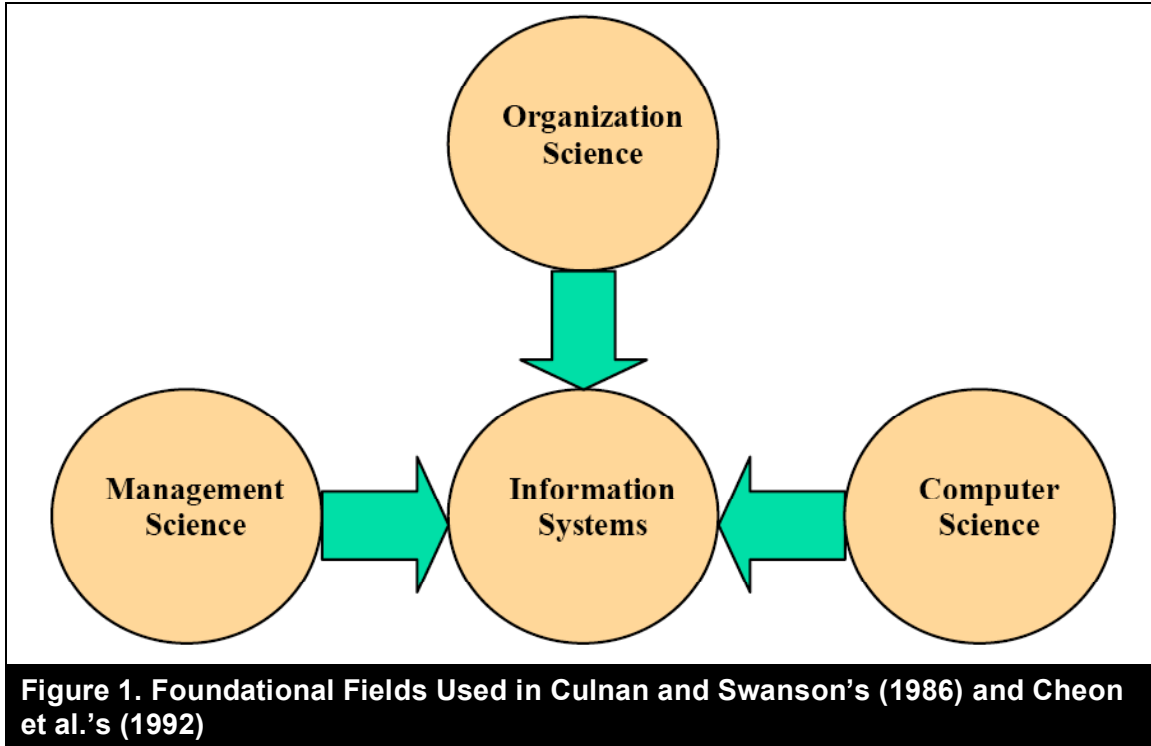 Organization
Science
Management
Science
Information
Systems
Computer
Science
Figure 1. Foundational Fields Used in Culnan and Swanson's (1986) and Cheon
et al.'s (1992)